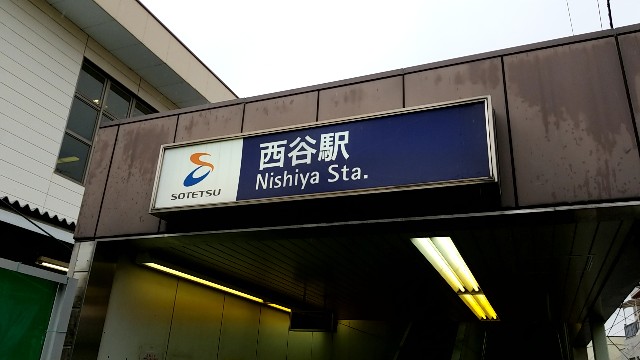 西谷駅
Nishiya Sta.
SOTETSU